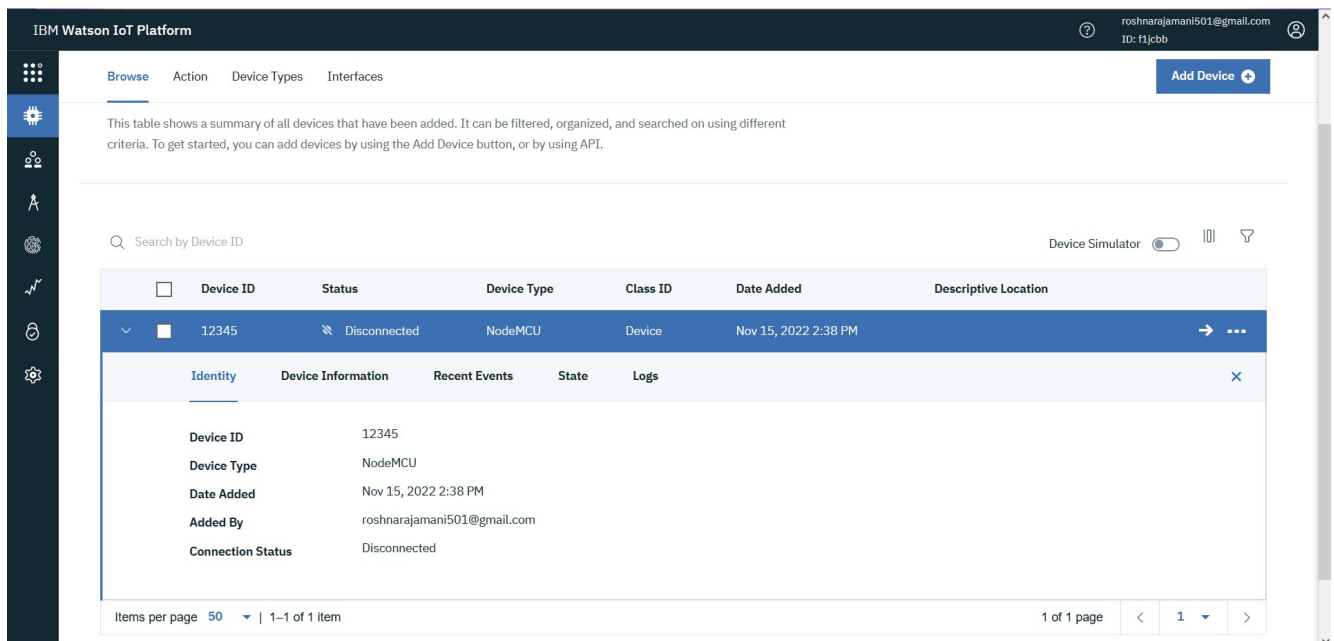 IBM Watson IoT Platform
roshnarajamani501@gmail.com
ID: f1jcbb
Browse Action Device Types Interfaces
Add Device
This table shows a summary of all devices that have been added. It can be filtered, organized, and searched on using different
criteria. To get started, you can add devices by using the Add Device button, or by using API.
Search by Device ID
Device Simulator
Device ID Status Device Type Class ID Date Added Descriptive Location
12345 Disconnected NodeMCU Device Nov 15, 2022 2:38 PM
Identity Device Information Recent Events State Logs
Device ID 12345
Device Type NodeMCU
Date Added Nov 15, 2022 2:38 PM
Added By roshnarajamani501@gmail.com
Connection Status Disconnected
Items per page 50 | 1–1 of 1 item
1 of 1 page < 1 >